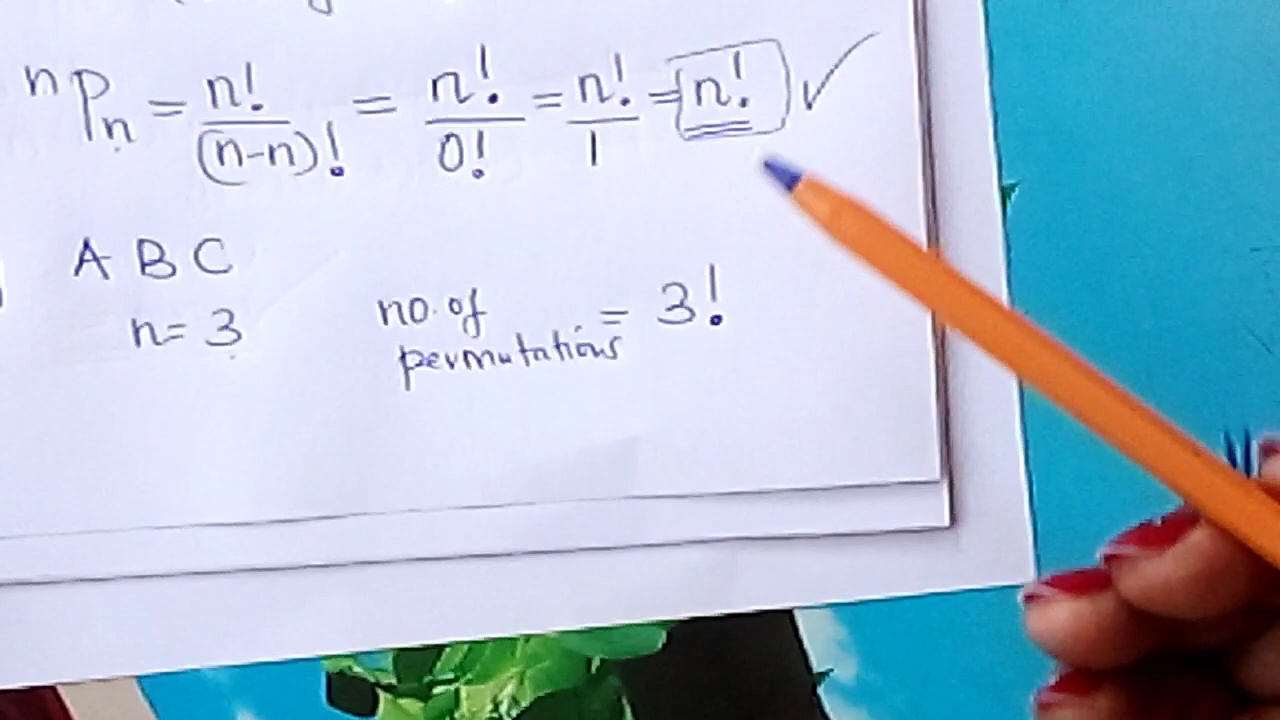 nPn = n!/(n-n)! = n!/0! = n!/1 = n! ✓
A B C
n= 3
no. of permutations = 3!